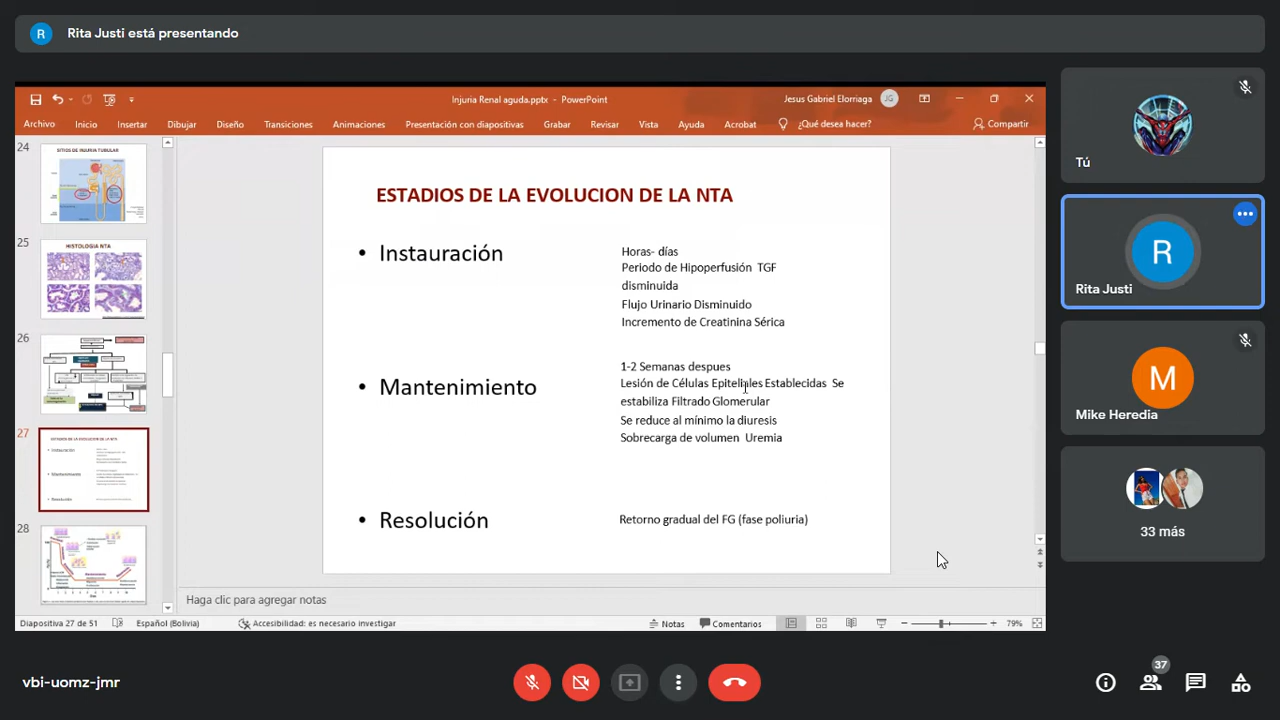 R Rita Justi está presentando
Injuria Renal aguda.pptx - PowerPoint
Jesus Gabriel Elorriaga JG
Archivo Inicio Insertar Dibujar Diseño Transiciones Animaciones Presentación con diapositivas Grabar Revisar Vista Ayuda Acrobat ¿Qué desea hacer? Compartir
24
25
HISTOLOGIA NTA
26
27
28
ESTADIOS DE LA EVOLUCION DE LA NTA
• Instauración
Horas- días
Periodo de Hipoperfusión TGF
disminuida
Flujo Urinario Disminuido
Incremento de Creatinina Sérica
• Mantenimiento
1-2 Semanas despues
Lesión de Células Epiteliales Establecidas Se
estabiliza Filtrado Glomerular
Se reduce al mínimo la diuresis
Sobrecarga de volumen Uremia
• Resolución
Retorno gradual del FG (fase poliuria)
Haga clic para agregar notas
Diapositiva 27 de 51 Español (Bolivia) Accesibilidad: es necesario investigar Notas Comentarios 79%
Tú
R
Rita Justi
M
Mike Heredia
33 más
vbi-uomz-jmr
37